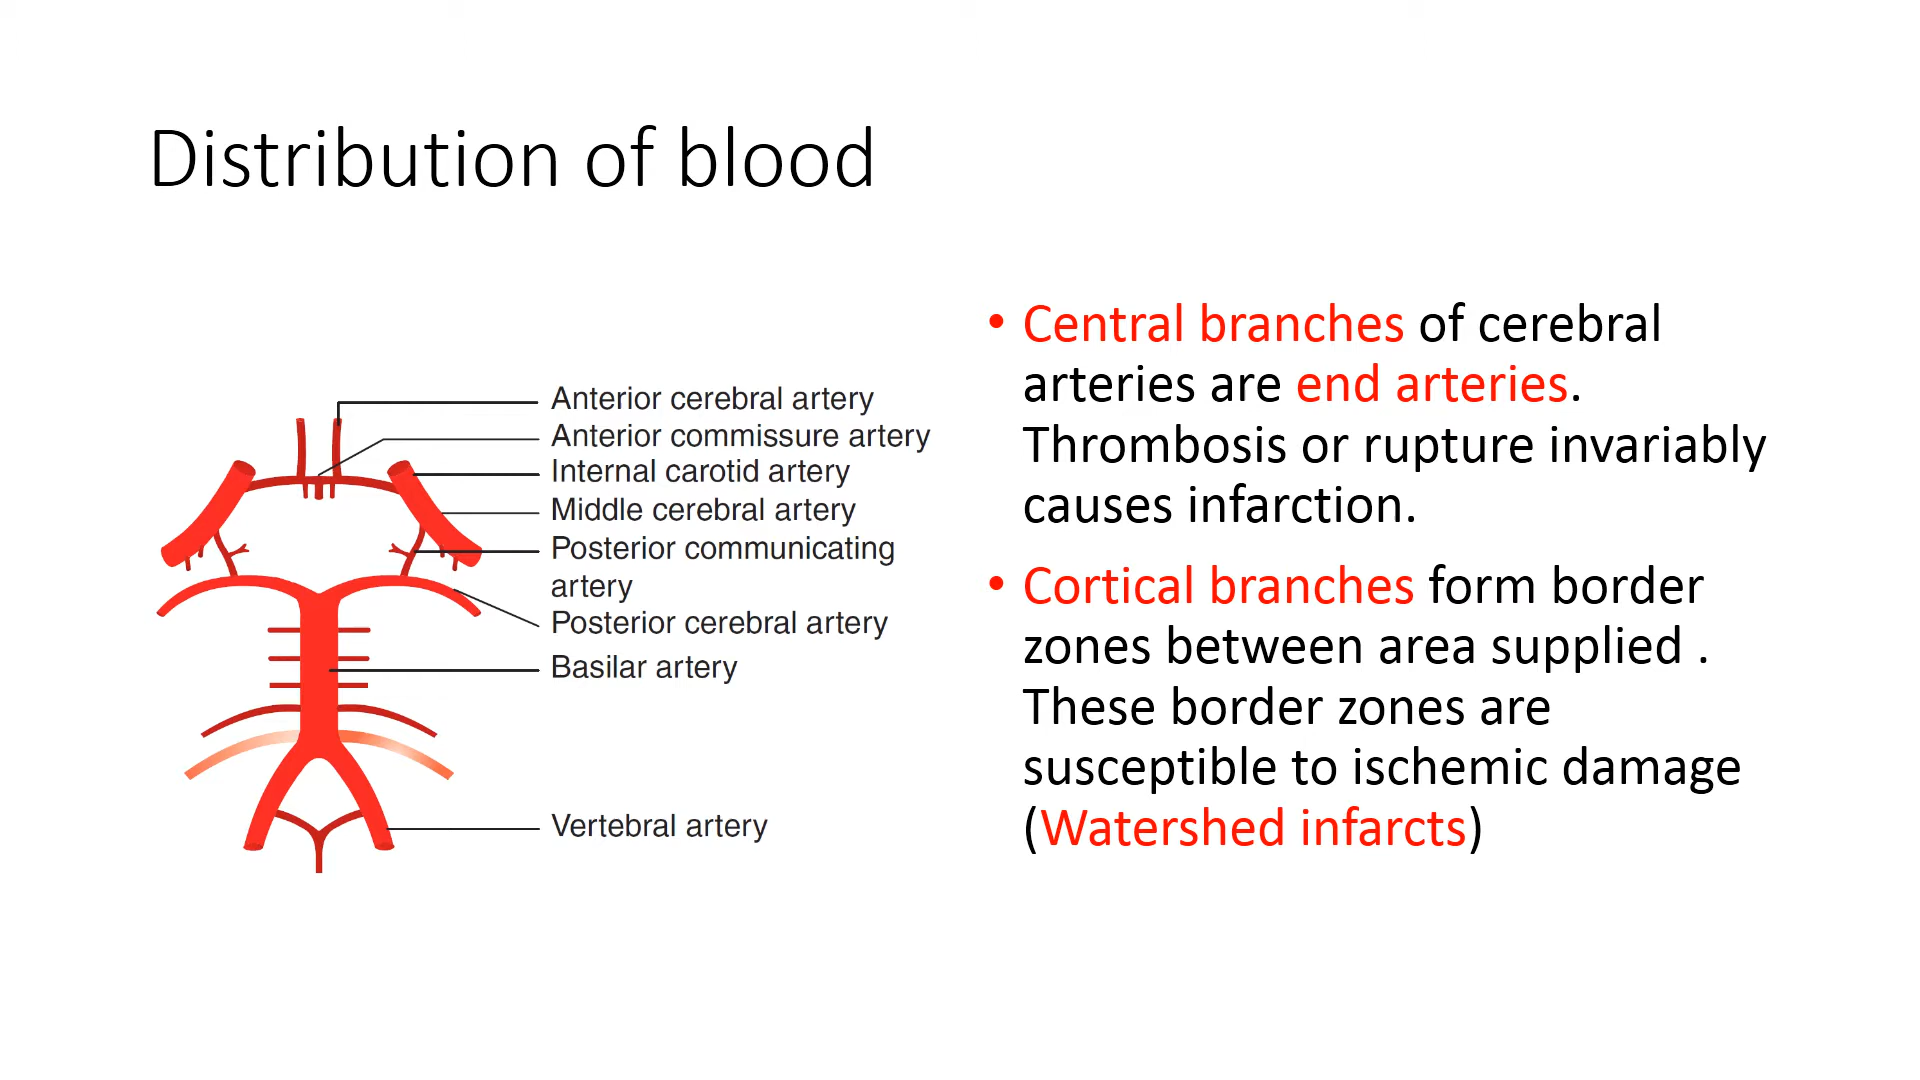 Distribution of blood
Anterior cerebral artery
Anterior commissure artery
Internal carotid artery
Middle cerebral artery
Posterior communicating
artery
Posterior cerebral artery
Basilar artery
Vertebral artery
• Central branches of cerebral
arteries are end arteries.
Thrombosis or rupture invariably
causes infarction.
• Cortical branches form border
zones between area supplied .
These border zones are
susceptible to ischemic damage
(Watershed infarcts)